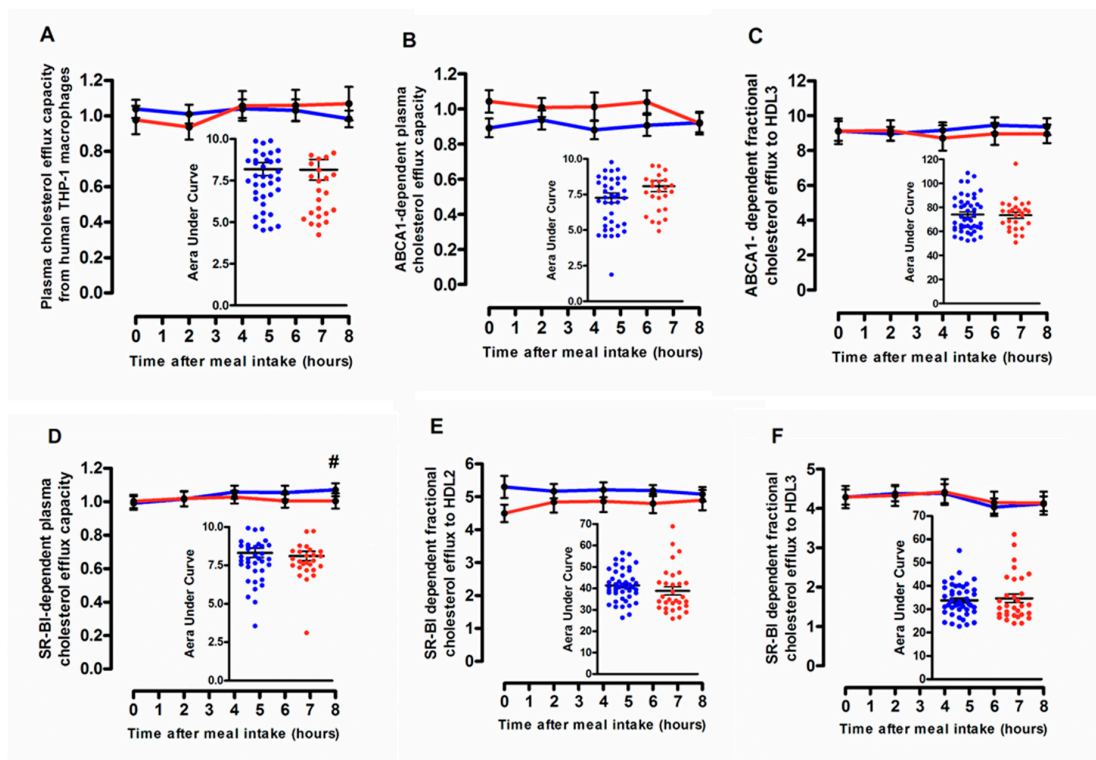 A
Plasma cholesterol efflux capacity
from human THP-1 macrophages
1.2
1.0
0.8
0.6
0.4
0.2
0.0
Aera Under Curve
10.0
7.5
5.0
2.5
0.0
0 1 2 3 4 5 6 7 8
Time after meal intake (hours)
B
ABCA1-dependent plasma
cholesterol efflux capacity
1.2
1.0
0.8
0.6
0.4
0.2
0.0
Aera Under Curve
10.0
7.5
5.0
2.5
0.0
0 1 2 3 4 5 6 7 8
Time after meal intake (hours)
C
ABCA1- dependent fractional
cholesterol efflux to HDL3
12
10
8
6
4
2
0
Aera Under Curve
120
100
80
60
40
20
0
0 1 2 3 4 5 6 7 8
Time after meal intake (hours)
D
SR-BI-dependent plasma
cholesterol efflux capacity
1.2
1.0
0.8
0.6
0.4
0.2
0.0
#
Aera Under Curve
10.0
7.5
5.0
2.5
0.0
0 1 2 3 4 5 6 7 8
Time after meal intake (hours)
E
SR-BI dependent fractional
cholesterol efflux to HDL2
6
5
4
3
2
1
0
Aera Under Curve
70
60
50
40
30
20
10
0
0 1 2 3 4 5 6 7 8
Time after meal intake (hours)
F
SR-BI dependent fractional
cholesterol efflux to HDL3
5
4
3
2
1
0
Aera Under Curve
70
60
50
40
30
20
10
0
0 1 2 3 4 5 6 7 8
Time after meal intake (hours)